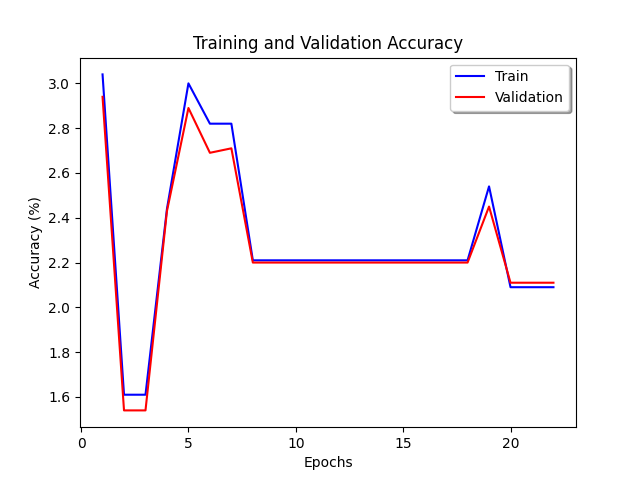 Training and Validation Accuracy
Train
Validation
Accuracy (%)
3.0
2.8
2.6
2.4
2.2
2.0
1.8
1.6
0
5
10
15
20
Epochs